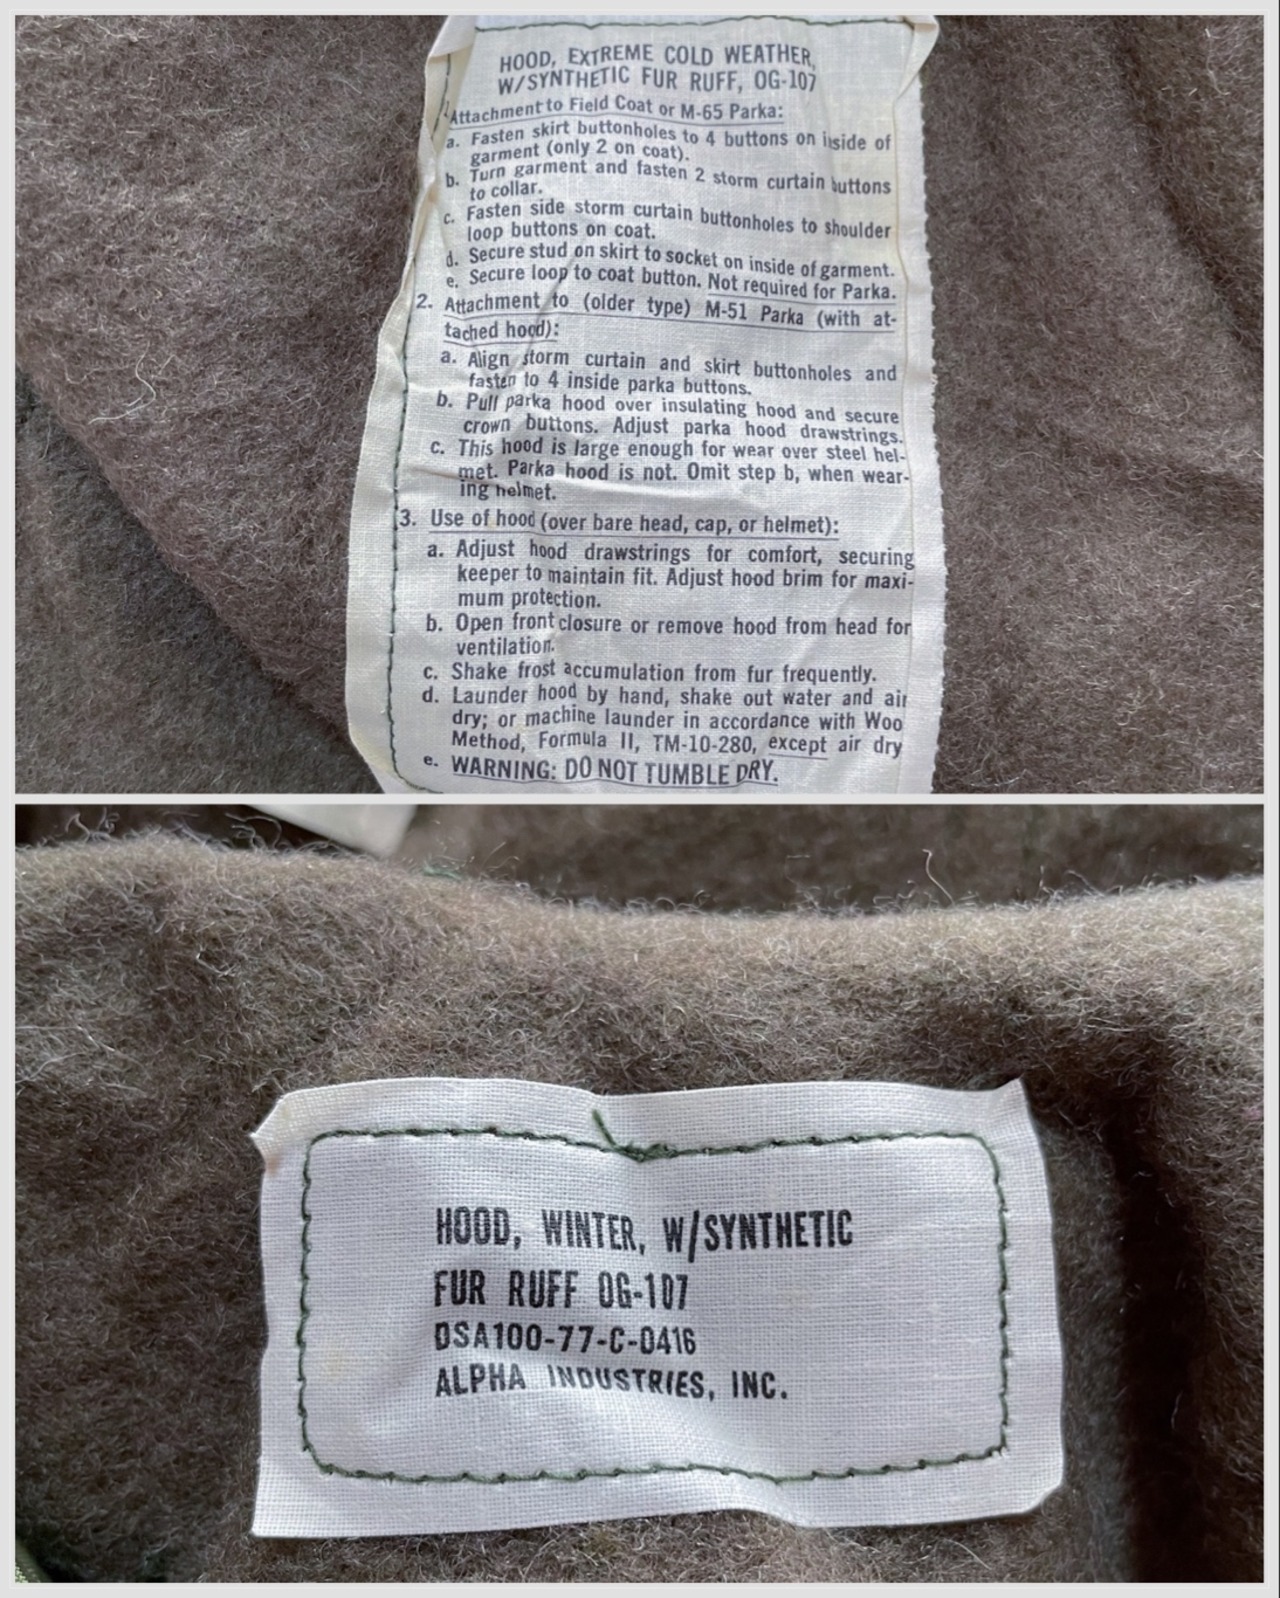 HOOD, EXTREME COLD WEATHER,
W/SYNTHETIC FUR RUFF, OG-107
1. Attachment to Field Coat or M-65 Parka:
a. Fasten skirt buttonholes to 4 buttons on inside of
garment (only 2 on coat).
b. Turn garment and fasten 2 storm curtain buttons
to collar.
c. Fasten side storm curtain buttonholes to shoulder
loop buttons on coat.
d. Secure stud on skirt to socket on inside of garment.
e. Secure loop to coat button. Not required for Parka.
2. Attachment to (older type) M-51 Parka (with at-
tached hood):
a. Align storm curtain and skirt buttonholes and
fasten to 4 inside parka buttons.
b. Pull parka hood over insulating hood and secure
crown buttons. Adjust parka hood drawstrings.
c. This hood is large enough for wear over steel hel-
met. Parka hood is not. Omit step b, when wear-
ing helmet.
3. Use of hood (over bare head, cap, or helmet):
a. Adjust hood drawstrings for comfort, securing
keeper to maintain fit. Adjust hood brim for maxi-
mum protection.
b. Open front closure or remove hood from head for
ventilation.
c. Shake frost accumulation from fur frequently.
d. Launder hood by hand, shake out water and air
dry; or machine launder in accordance with Woo
Method, Formula II, TM-10-280, except air dry
e. WARNING: DO NOT TUMBLE DRY.
HOOD, WINTER, W/SYNTHETIC
FUR RUFF OG-107
DSA100-77-C-0416
ALPHA INDUSTRIES, INC.